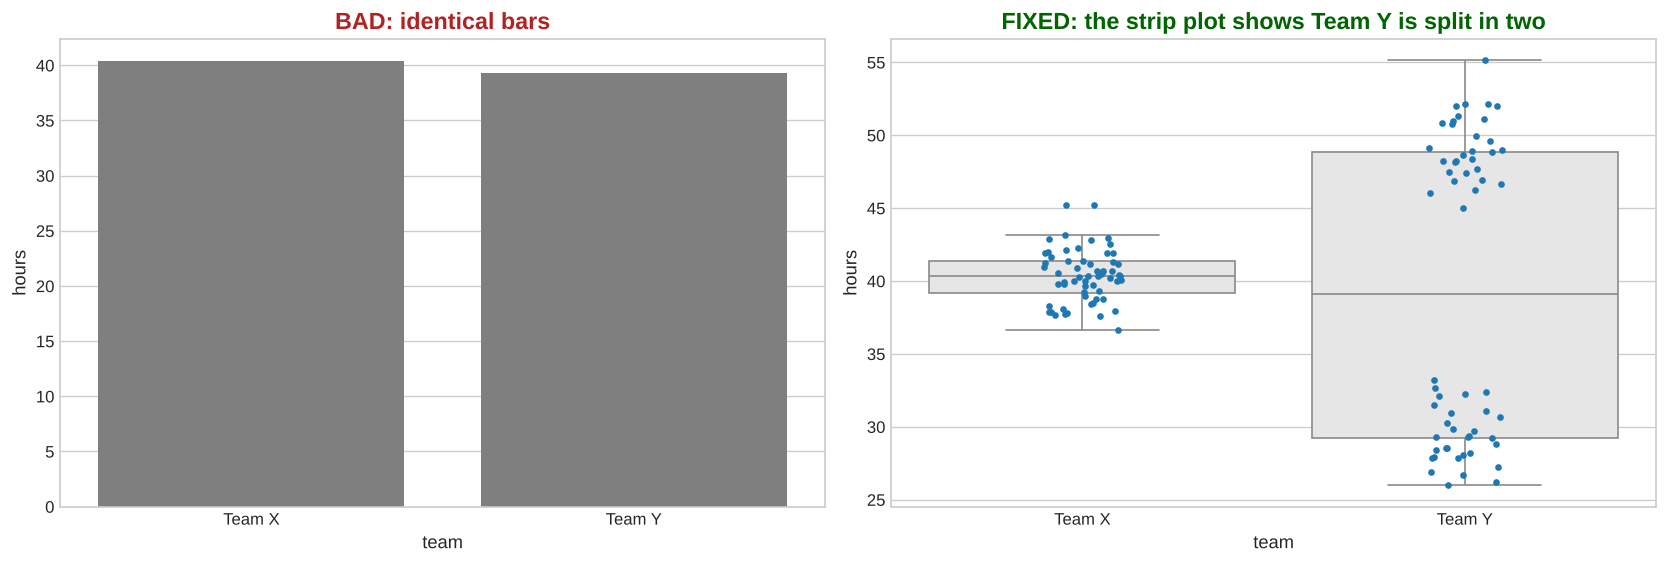 BAD: identical bars
hours
40
35
30
25
20
15
10
5
0
Team X
Team Y
team
FIXED: the strip plot shows Team Y is split in two
hours
55
50
45
40
35
30
25
Team X
Team Y
team